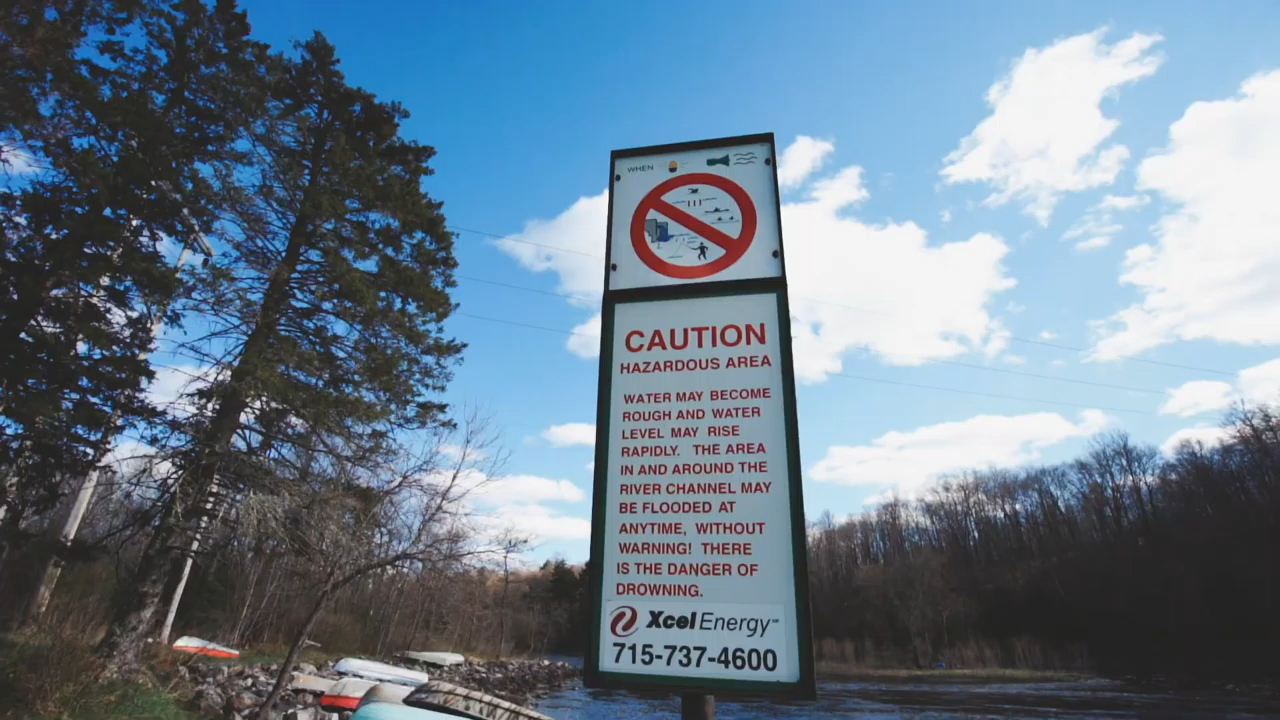 WHEN
CAUTION
HAZARDOUS AREA
WATER MAY BECOME
ROUGH AND WATER
LEVEL MAY RISE
RAPIDLY. THE AREA
IN AND AROUND THE
RIVER CHANNEL MAY
BE FLOODED AT
ANYTIME, WITHOUT
WARNING! THERE
IS THE DANGER OF
DROWNING.
Xcel Energy℠
715-737-4600